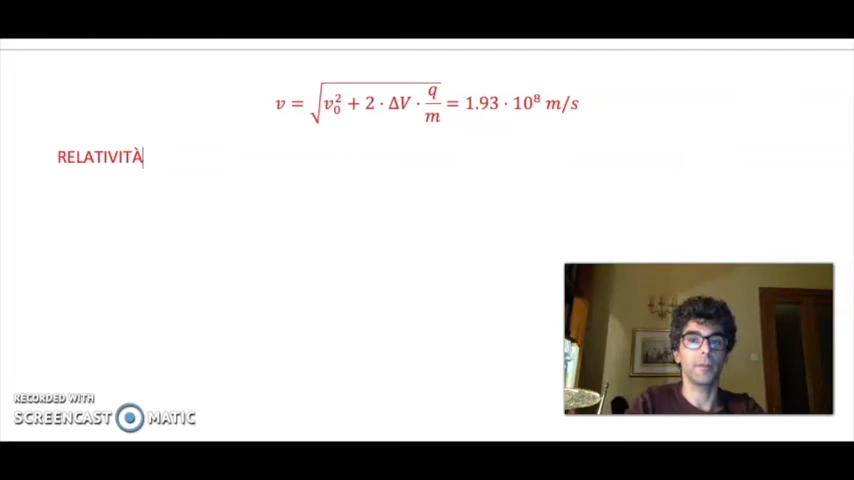 v = √(v₀² + 2 · ΔV · q/m) = 1.93 · 10⁸ m/s
RELATIVITÀ
RECORDED WITH
SCREENCAST MATIC